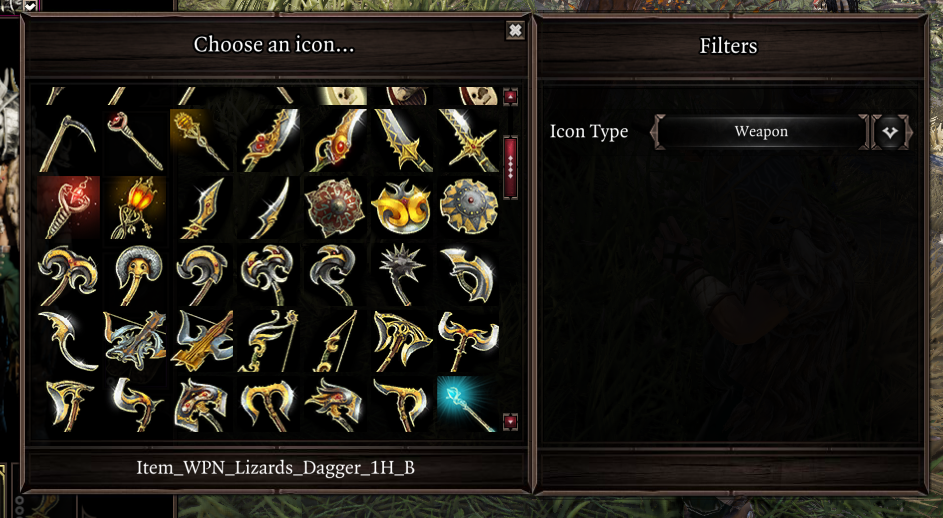 Choose an icon...
Filters
Icon Type
Weapon
Item_WPN_Lizards_Dagger_1H_B